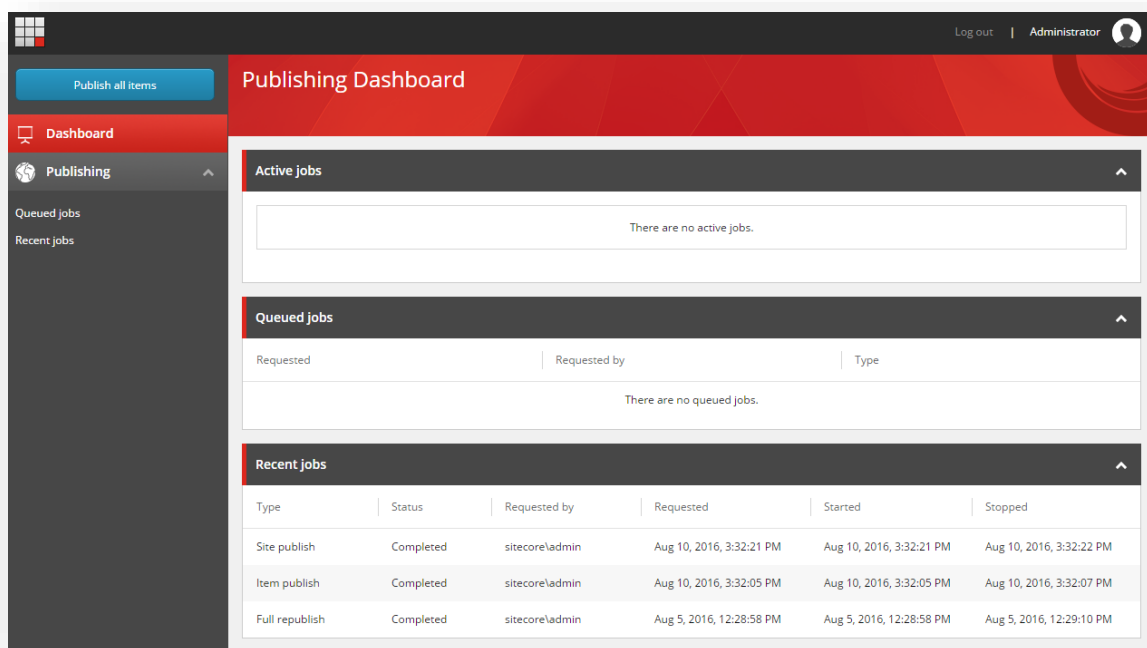 Log out | Administrator
Publish all items
Publishing Dashboard
Dashboard
Publishing
Queued jobs
Recent jobs
Active jobs
There are no active jobs.
Queued jobs
Requested Requested by Type
There are no queued jobs.
Recent jobs
Type Status Requested by Requested Started Stopped
Site publish Completed sitecore\admin Aug 10, 2016, 3:32:21 PM Aug 10, 2016, 3:32:21 PM Aug 10, 2016, 3:32:22 PM
Item publish Completed sitecore\admin Aug 10, 2016, 3:32:05 PM Aug 10, 2016, 3:32:05 PM Aug 10, 2016, 3:32:07 PM
Full republish Completed sitecore\admin Aug 5, 2016, 12:28:58 PM Aug 5, 2016, 12:28:58 PM Aug 5, 2016, 12:29:10 PM